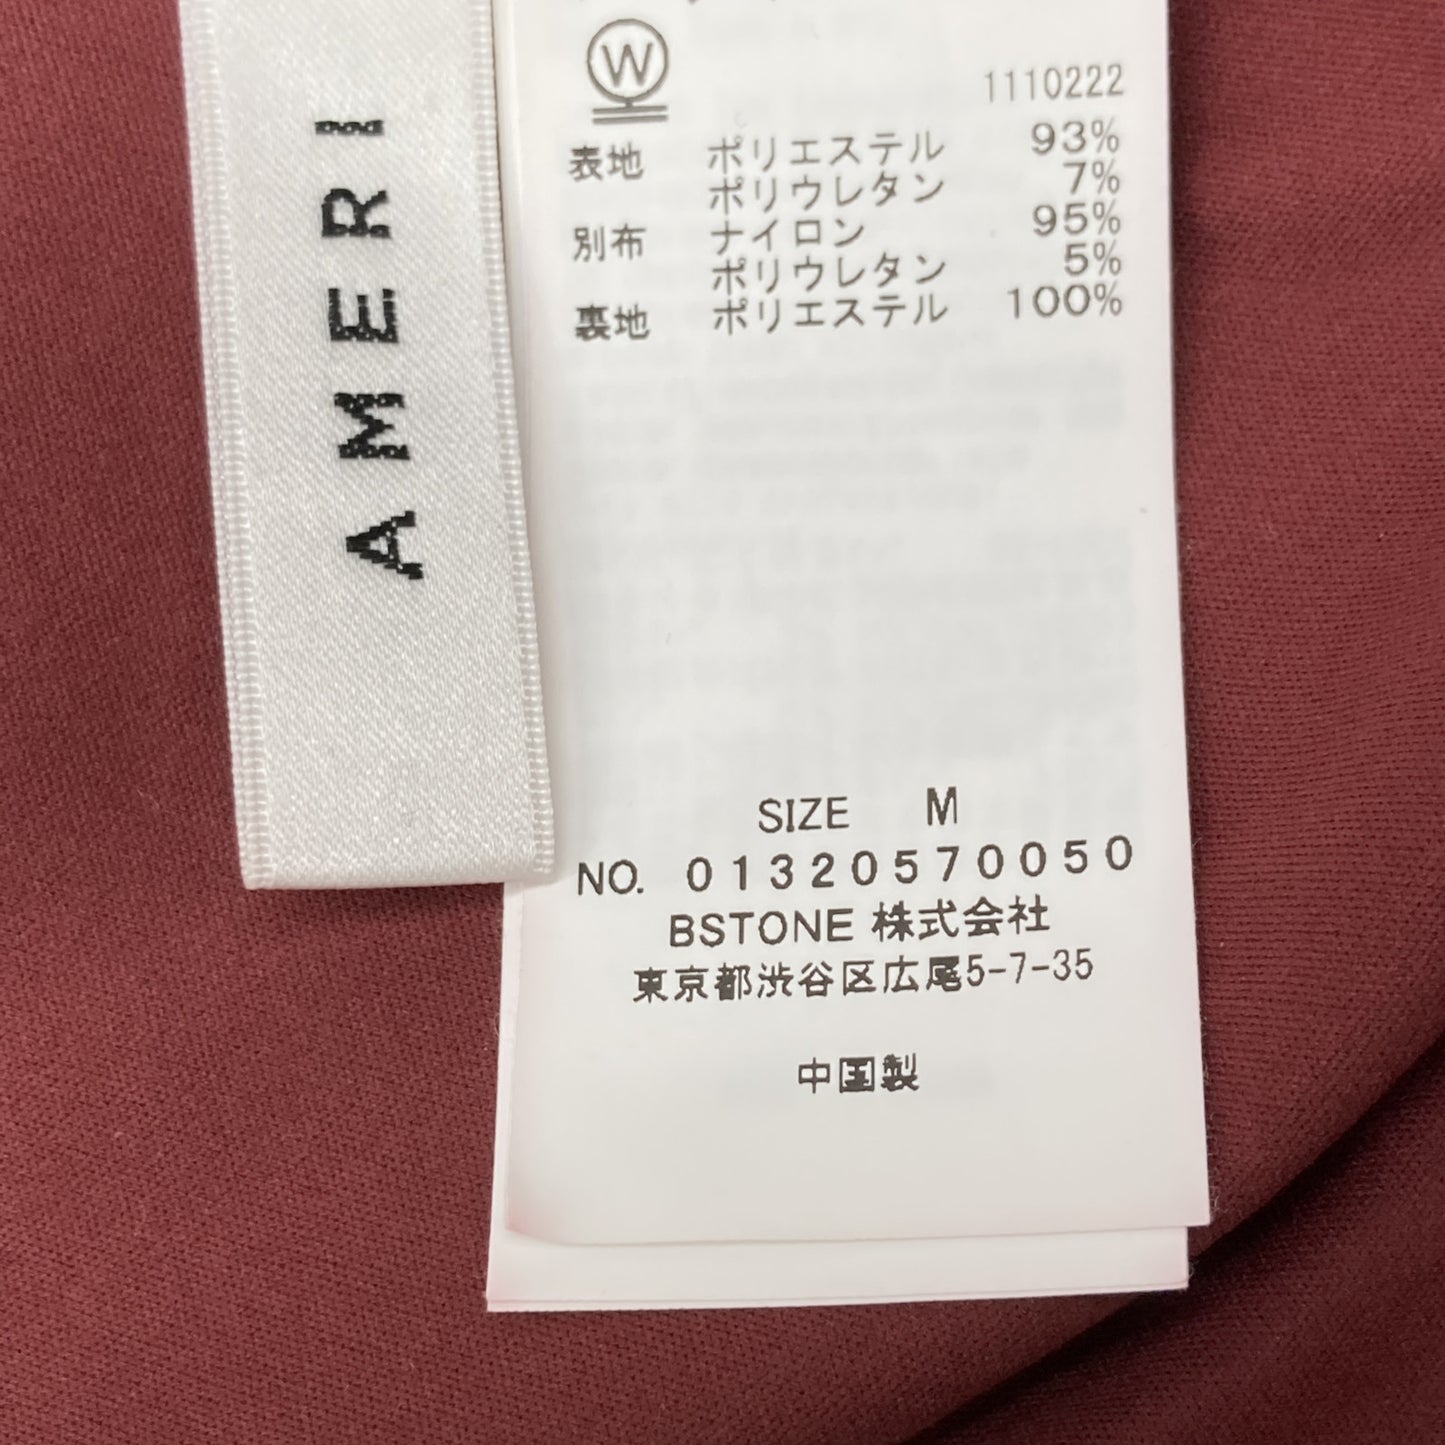 AMERI
W
1110222
表地 ポリエステル 93%
ポリウレタン 7%
別布 ナイロン 95%
ポリウレタン 5%
裏地 ポリエステル 100%
SIZE M
NO. 01320570050
BSTONE 株式会社
東京都渋谷区広尾5-7-35
中国製